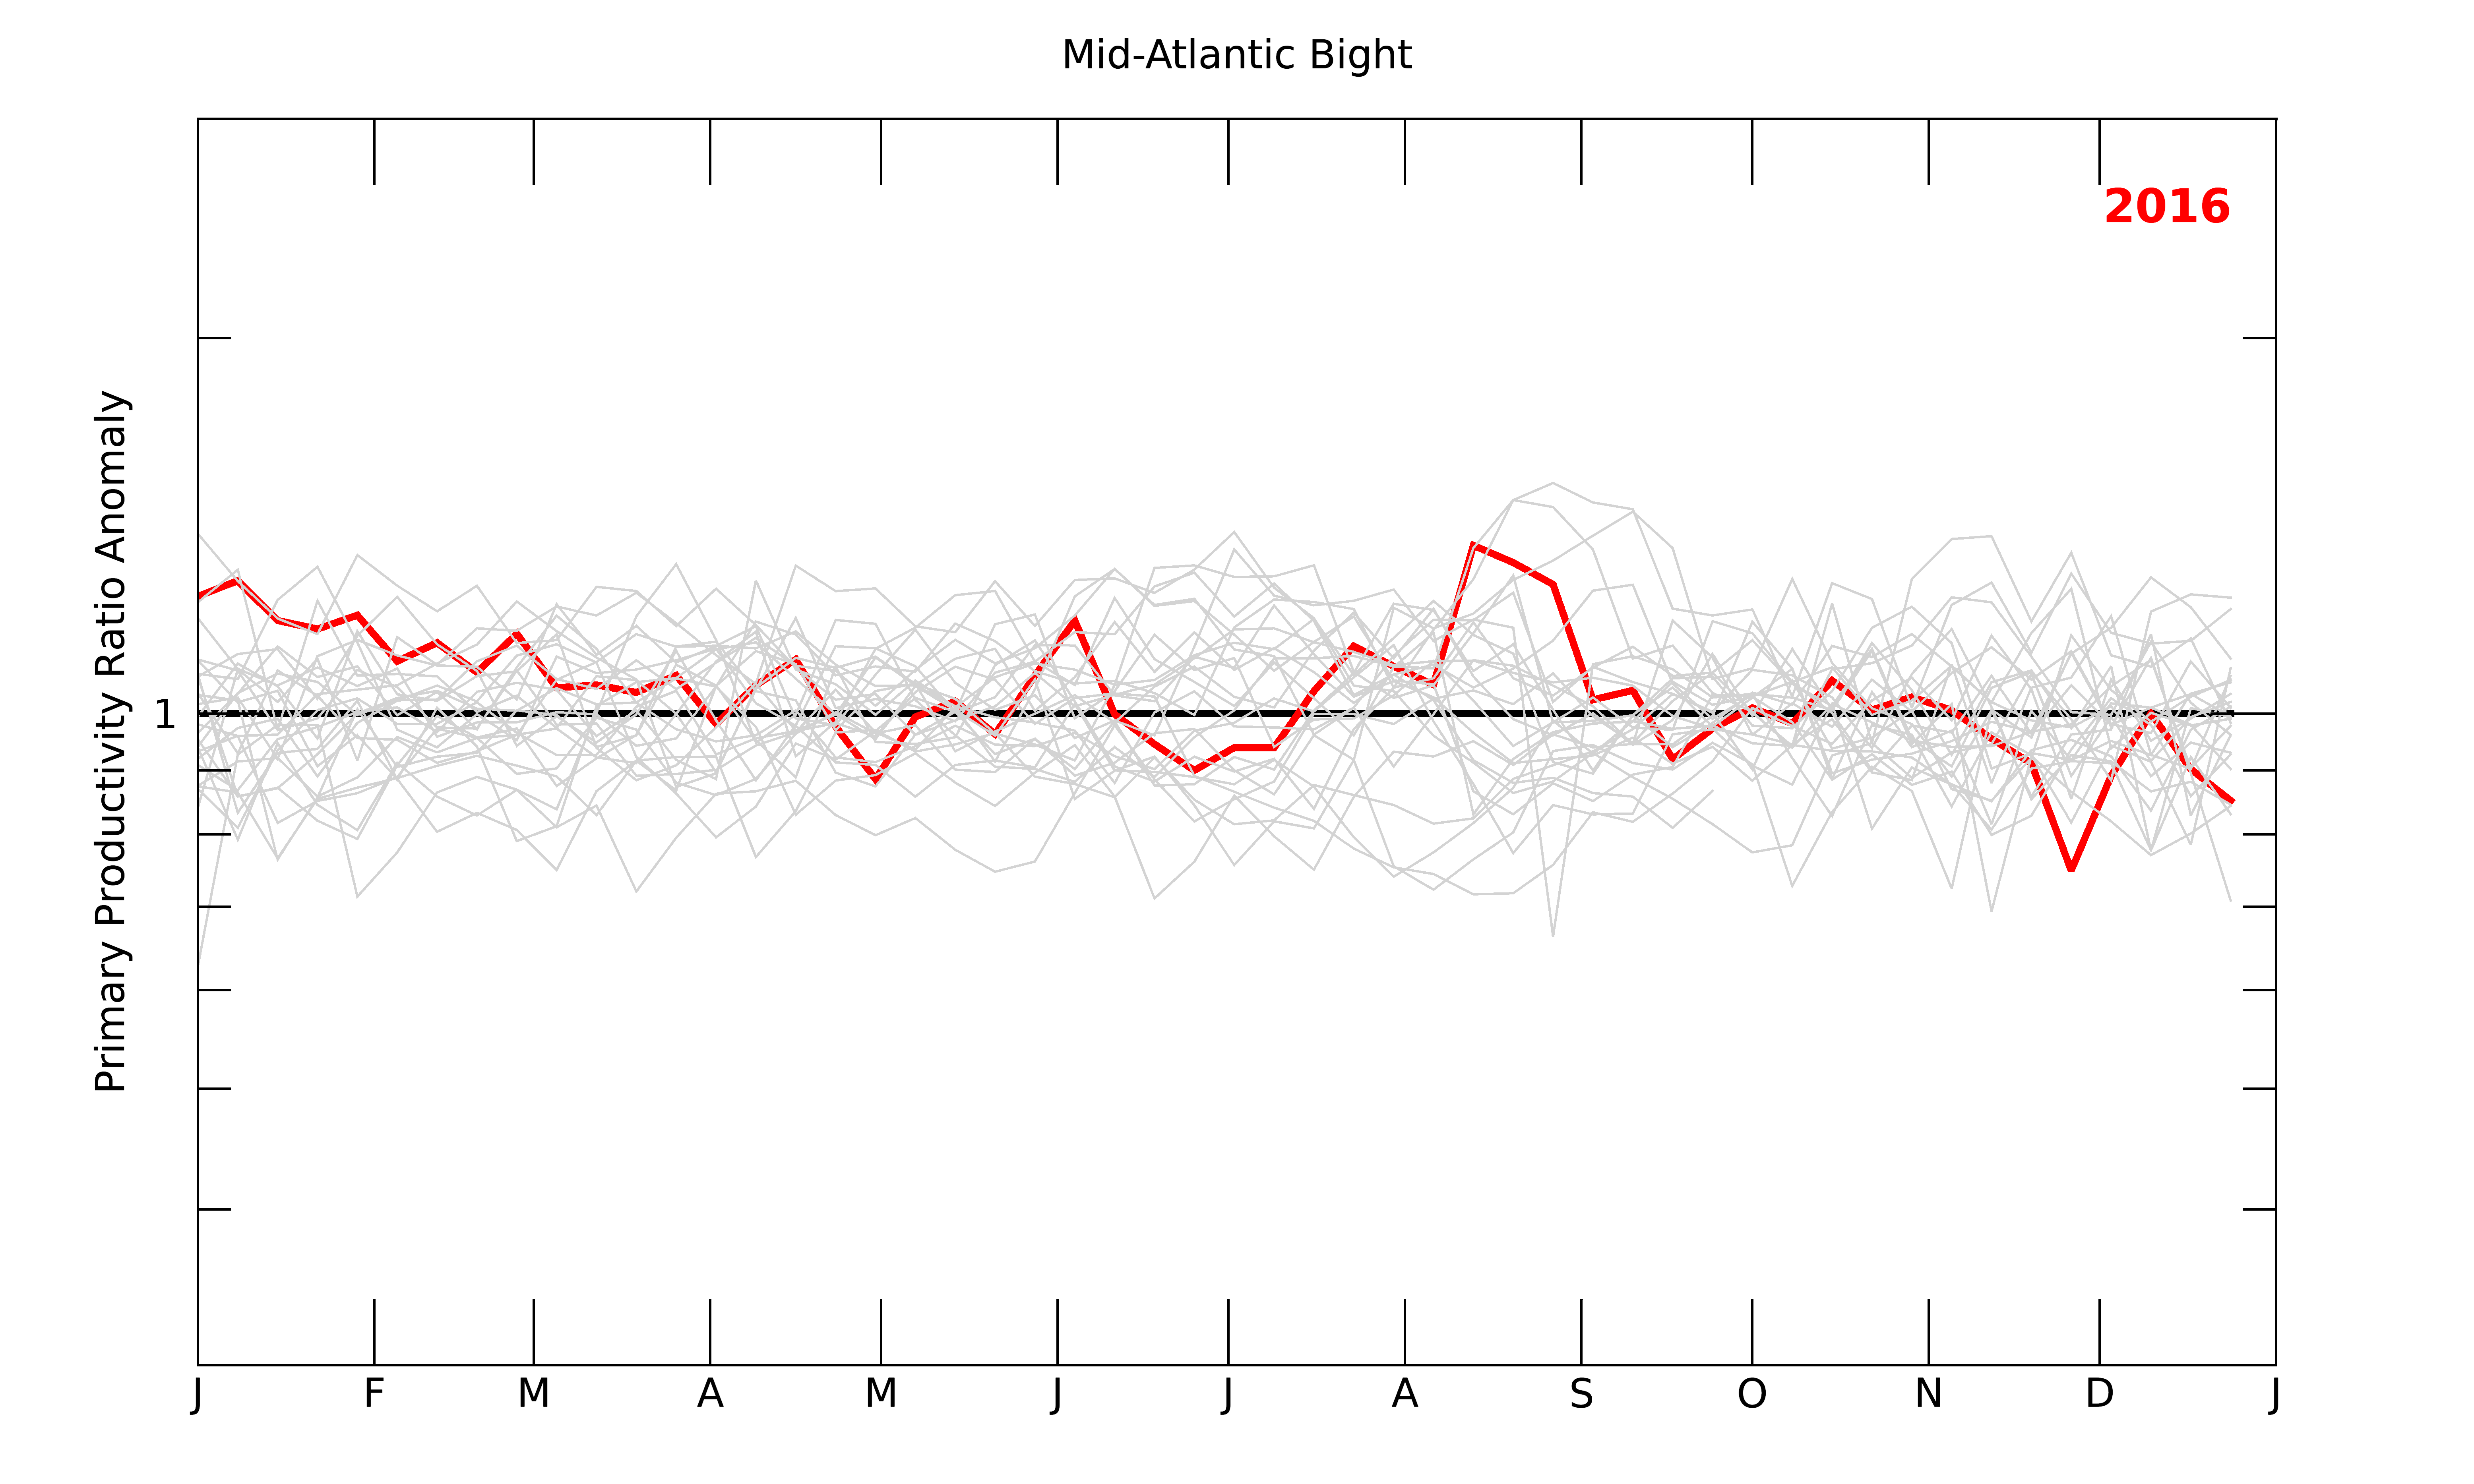 Mid-Atlantic Bight
2016
Primary Productivity Ratio Anomaly
1
J F M A M J J A S O N D J